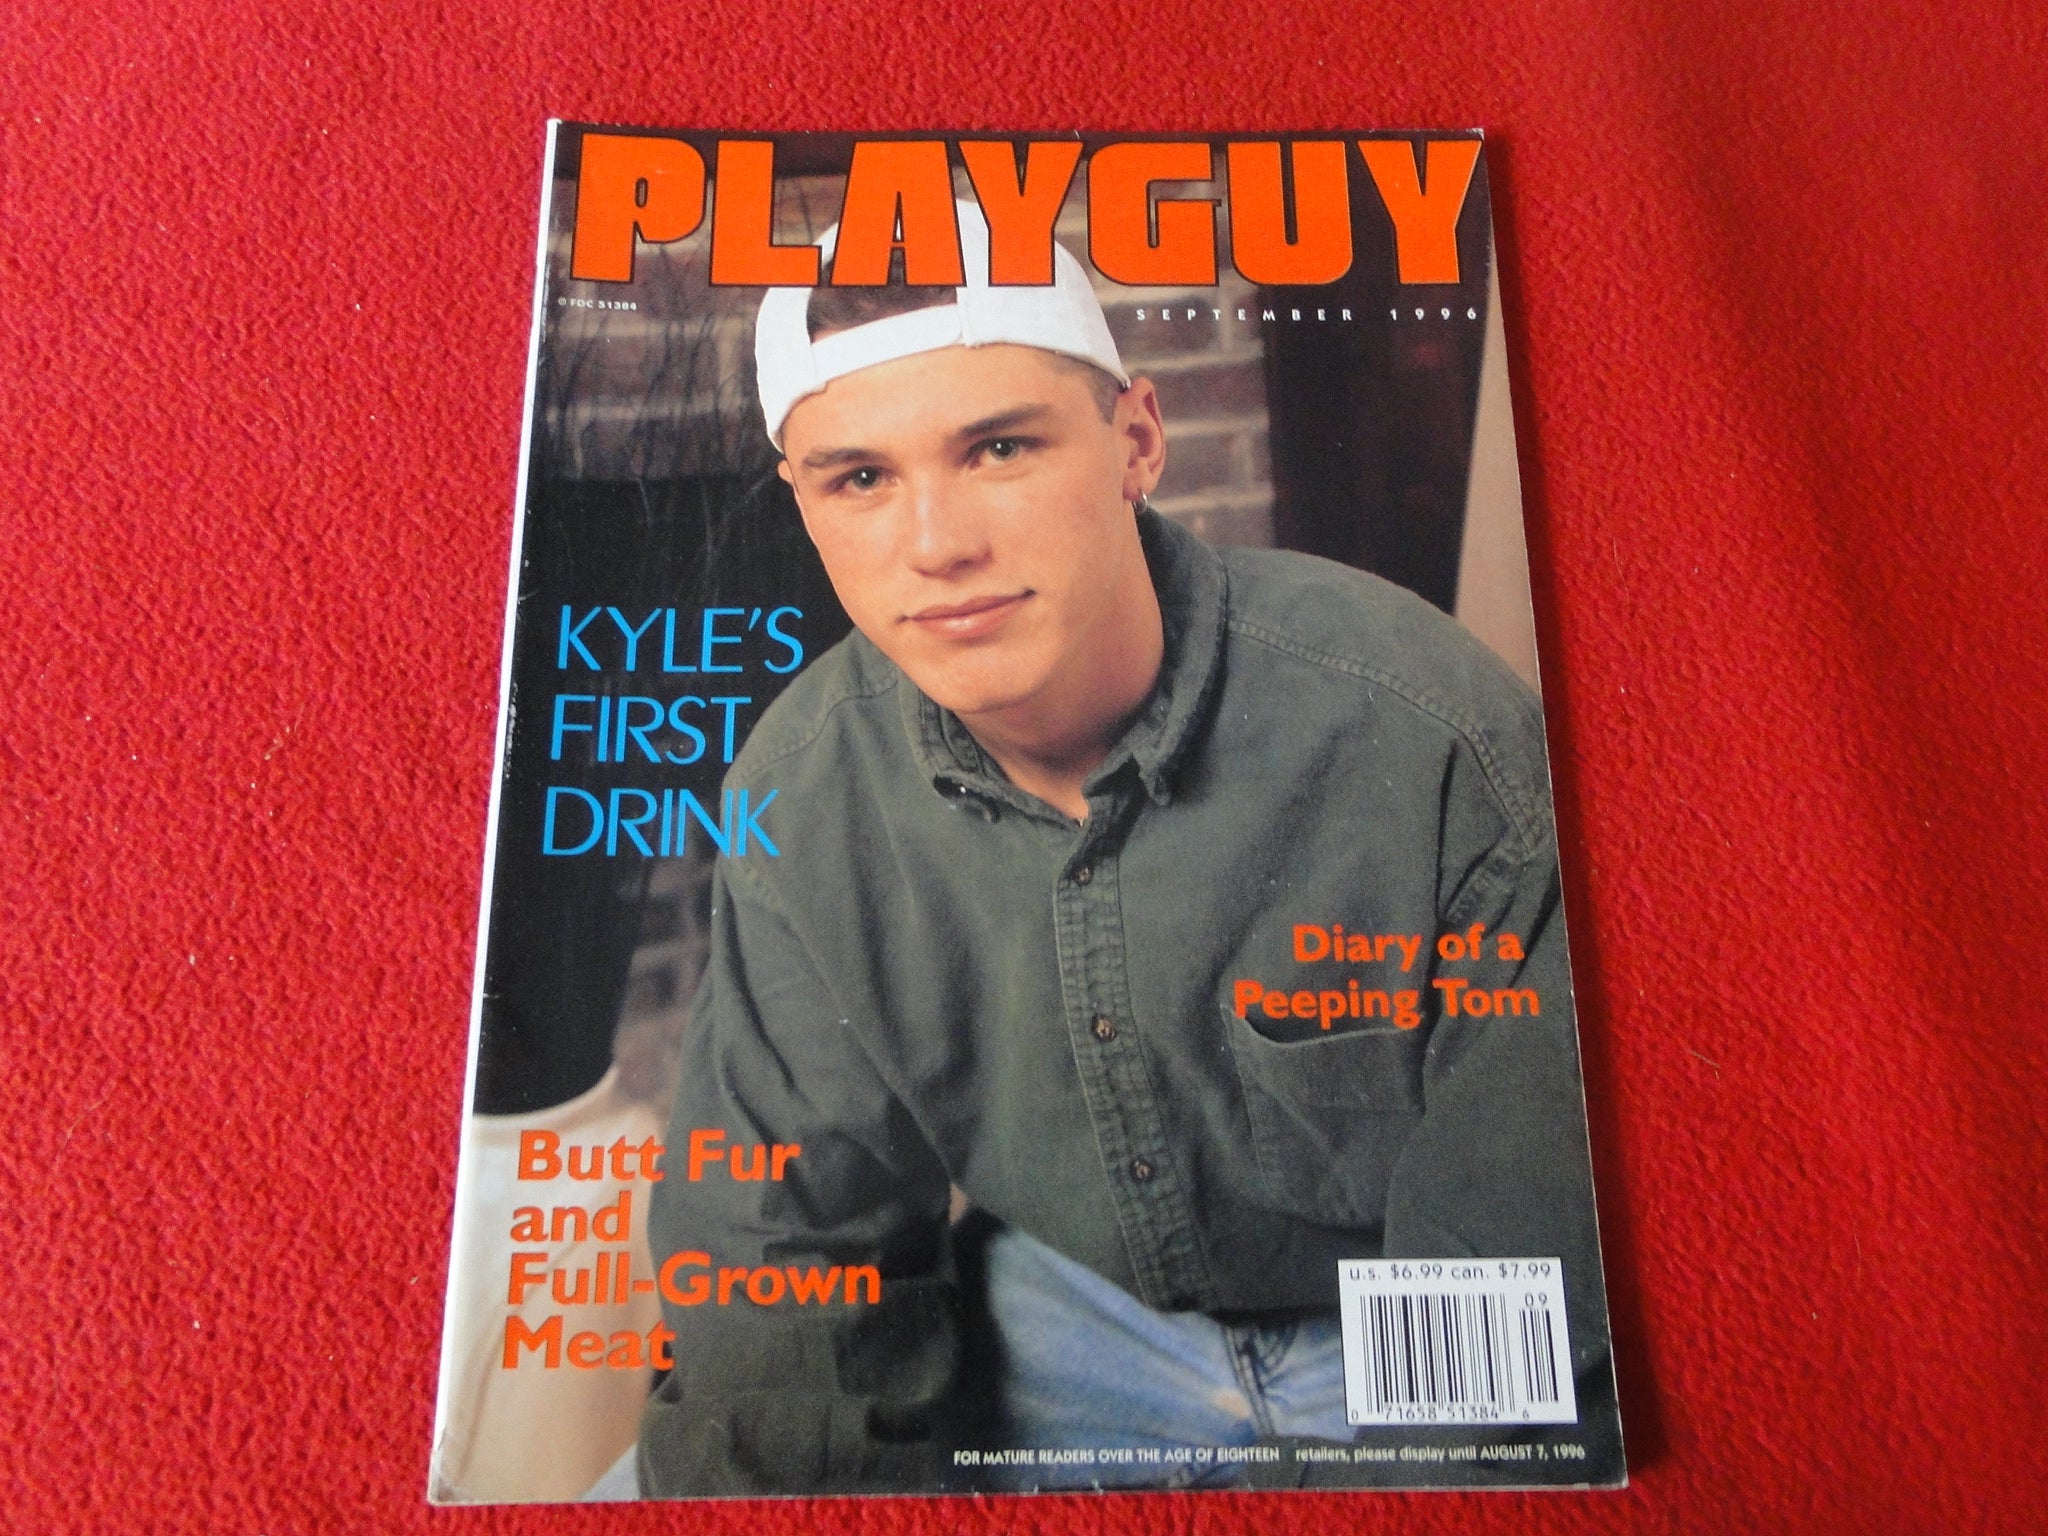 PLAYGUY
© FDC 51384
SEPTEMBER 1996
KYLE'S
FIRST
DRINK
Diary of a
Peeping Tom
Butt Fur
and
Full-Grown
Meat
u.s. $6.99 can. $7.99
09
0 71658 51384 6
FOR MATURE READERS OVER THE AGE OF EIGHTEEN retailers, please display until AUGUST 7, 1996